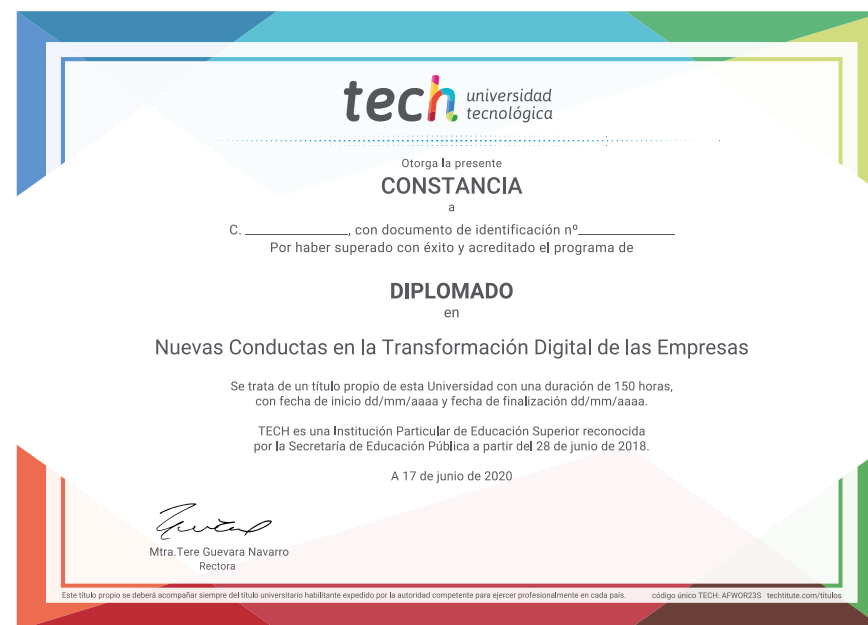 tech universidad
tecnológica
Otorga la presente
CONSTANCIA
a
C. ______________, con documento de identificación nº______________
Por haber superado con éxito y acreditado el programa de
DIPLOMADO
en
Nuevas Conductas en la Transformación Digital de las Empresas
Se trata de un título propio de esta Universidad con una duración de 150 horas,
con fecha de inicio dd/mm/aaaa y fecha de finalización dd/mm/aaaa.
TECH es una Institución Particular de Educación Superior reconocida
por la Secretaría de Educación Pública a partir del 28 de junio de 2018.
A 17 de junio de 2020
Mtra.Tere Guevara Navarro
Rectora
Este título propio se deberá acompañar siempre del título universitario habilitante expedido por la autoridad competente para ejercer profesionalmente en cada país. código único TECH: AFWOR23S techtitute.com/titulos